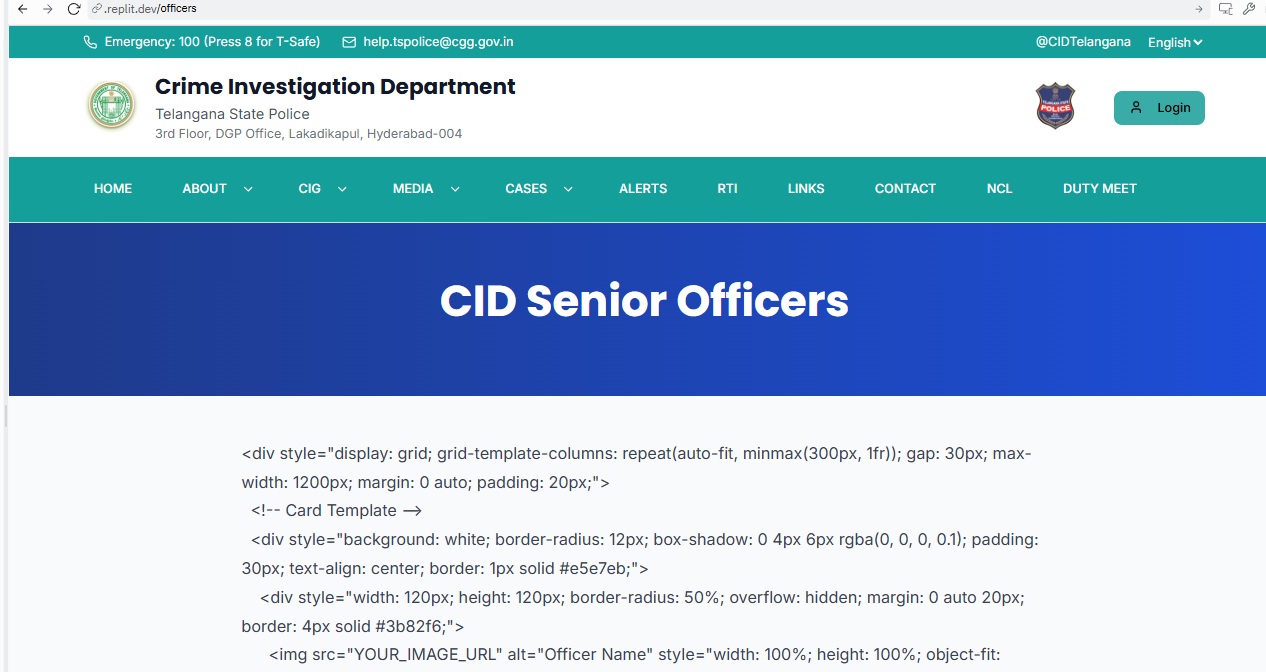 .replit.dev/officers
Emergency: 100 (Press 8 for T-Safe) help.tspolice@cgg.gov.in @CIDTelangana English
Crime Investigation Department
Telangana State Police
3rd Floor, DGP Office, Lakadikapul, Hyderabad-004
TELANGANA STATE
POLICE
Login
HOME ABOUT CIG MEDIA CASES ALERTS RTI LINKS CONTACT NCL DUTY MEET
CID Senior Officers
<div style="display: grid; grid-template-columns: repeat(auto-fit, minmax(300px, 1fr)); gap: 30px; max-
width: 1200px; margin: 0 auto; padding: 20px;">
<!-- Card Template -->
<div style="background: white; border-radius: 12px; box-shadow: 0 4px 6px rgba(0, 0, 0, 0.1); padding:
30px; text-align: center; border: 1px solid #e5e7eb;">
<div style="width: 120px; height: 120px; border-radius: 50%; overflow: hidden; margin: 0 auto 20px;
border: 4px solid #3b82f6;">
<img src="YOUR_IMAGE_URL" alt="Officer Name" style="width: 100%; height: 100%; object-fit: